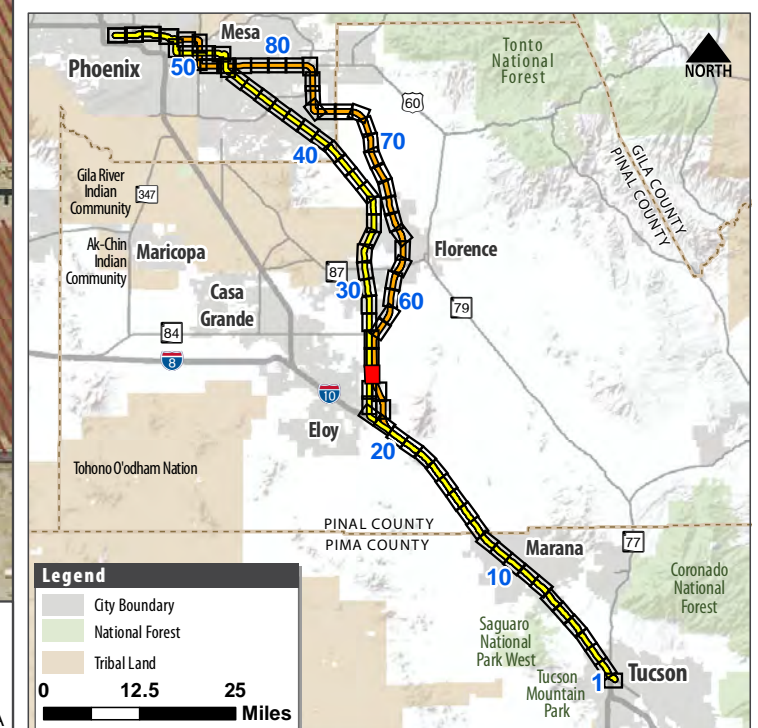 Mesa
80
Tonto
National
Forest
NORTH
Phoenix
50
60
70
40
GILA COUNTY
PINAL COUNTY
Gila River
Indian
Community
347
Ak-Chin
Indian
Community
Maricopa
Florence
87
30
60
Casa
Grande
79
84
8
10
Eloy
20
Tohono O'odham Nation
PINAL COUNTY
PIMA COUNTY
Marana
77
10
Coronado
National
Forest
Saguaro
National
Park West
Tucson
Mountain
Park
1
Tucson
Legend
City Boundary
National Forest
Tribal Land
0 12.5 25
Miles
A